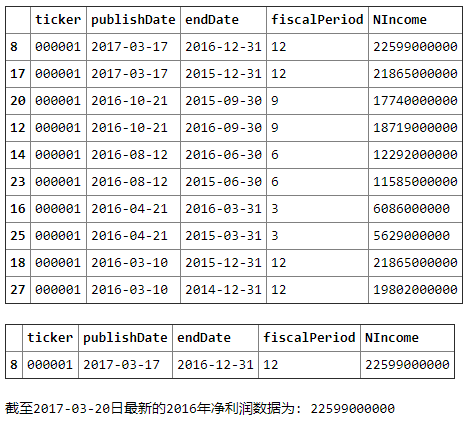 ticker publishDate endDate fiscalPeriod NIncome
8 000001 2017-03-17 2016-12-31 12 22599000000
17 000001 2017-03-17 2015-12-31 12 21865000000
20 000001 2016-10-21 2015-09-30 9 17740000000
12 000001 2016-10-21 2016-09-30 9 18719000000
14 000001 2016-08-12 2016-06-30 6 12292000000
23 000001 2016-08-12 2015-06-30 6 11585000000
16 000001 2016-04-21 2016-03-31 3 6086000000
25 000001 2016-04-21 2015-03-31 3 5629000000
18 000001 2016-03-10 2015-12-31 12 21865000000
27 000001 2016-03-10 2014-12-31 12 19802000000
ticker publishDate endDate fiscalPeriod NIncome
8 000001 2017-03-17 2016-12-31 12 22599000000
截至2017-03-20日最新的2016年净利润数据为: 22599000000